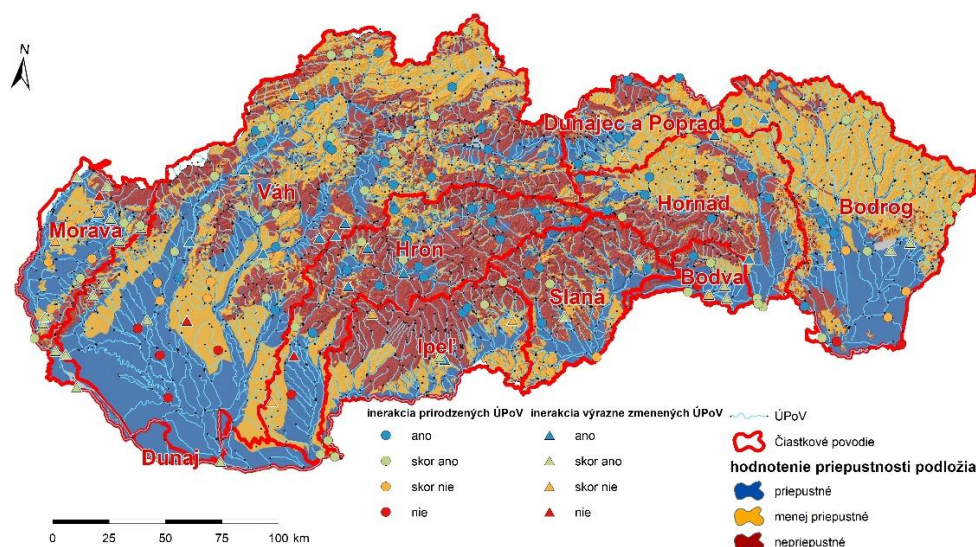 N
Dunajec a Poprad
Váh
Hornád
Bodrog
Morava
Hron
Bodva
Slaná
Ipeľ
Dunaj
inerakcia prirodzených ÚPoV
ano
skor ano
skor nie
nie
inerakcia výrazne zmenených ÚPoV
ano
skor ano
skor nie
nie
ÚPoV
Čiastkové povodie
hodnotenie priepustnosti podložia
priepustné
menej priepustné
nepriepustné
0 25 50 75 100 km